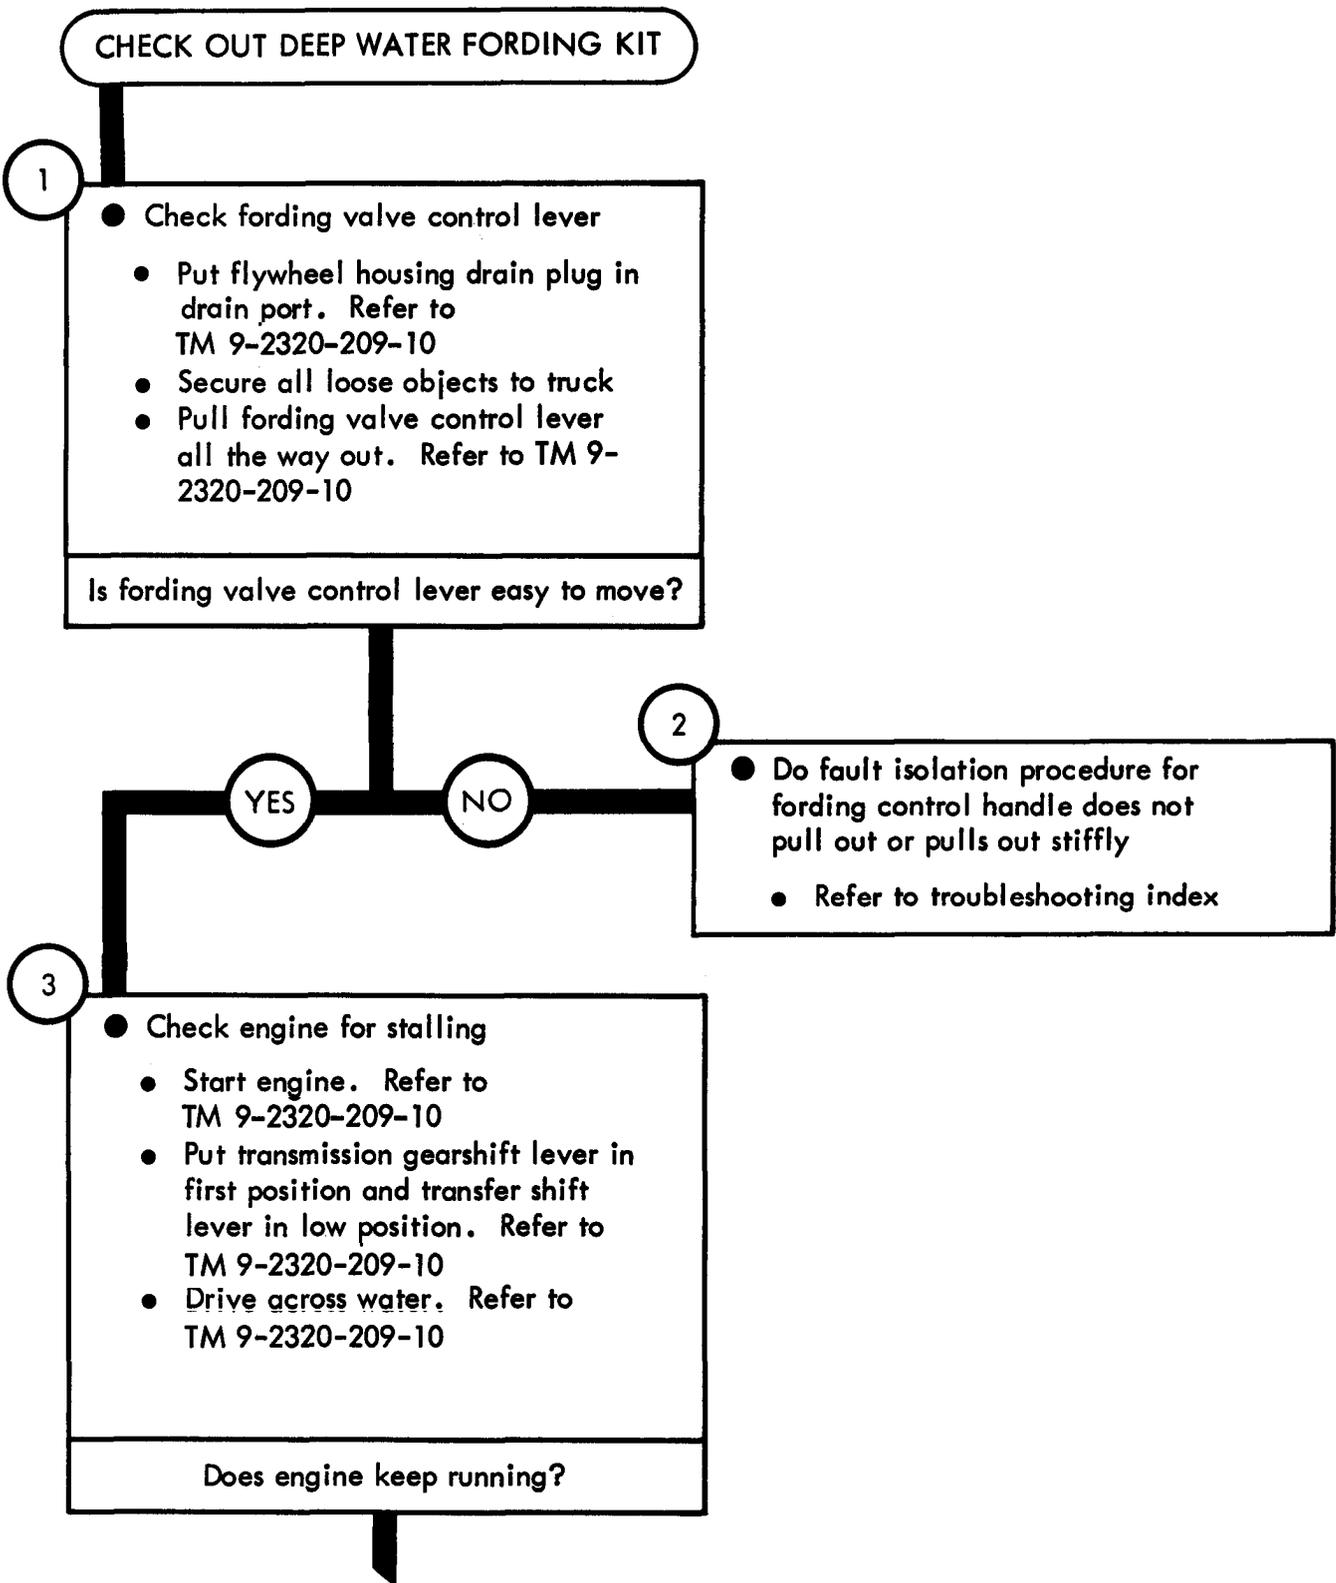 CHECK OUT DEEP WATER FORDING KIT
1
● Check fording valve control lever
● Put flywheel housing drain plug in
drain port. Refer to
TM 9-2320-209-10
● Secure all loose objects to truck
● Pull fording valve control lever
all the way out. Refer to TM 9-
2320-209-10
Is fording valve control lever easy to move?
YES
NO
2
● Do fault isolation procedure for
fording control handle does not
pull out or pulls out stiffly
● Refer to troubleshooting index
3
● Check engine for stalling
● Start engine. Refer to
TM 9-2320-209-10
● Put transmission gearshift lever in
first position and transfer shift
lever in low position. Refer to
TM 9-2320-209-10
● Drive across water. Refer to
TM 9-2320-209-10
Does engine keep running?